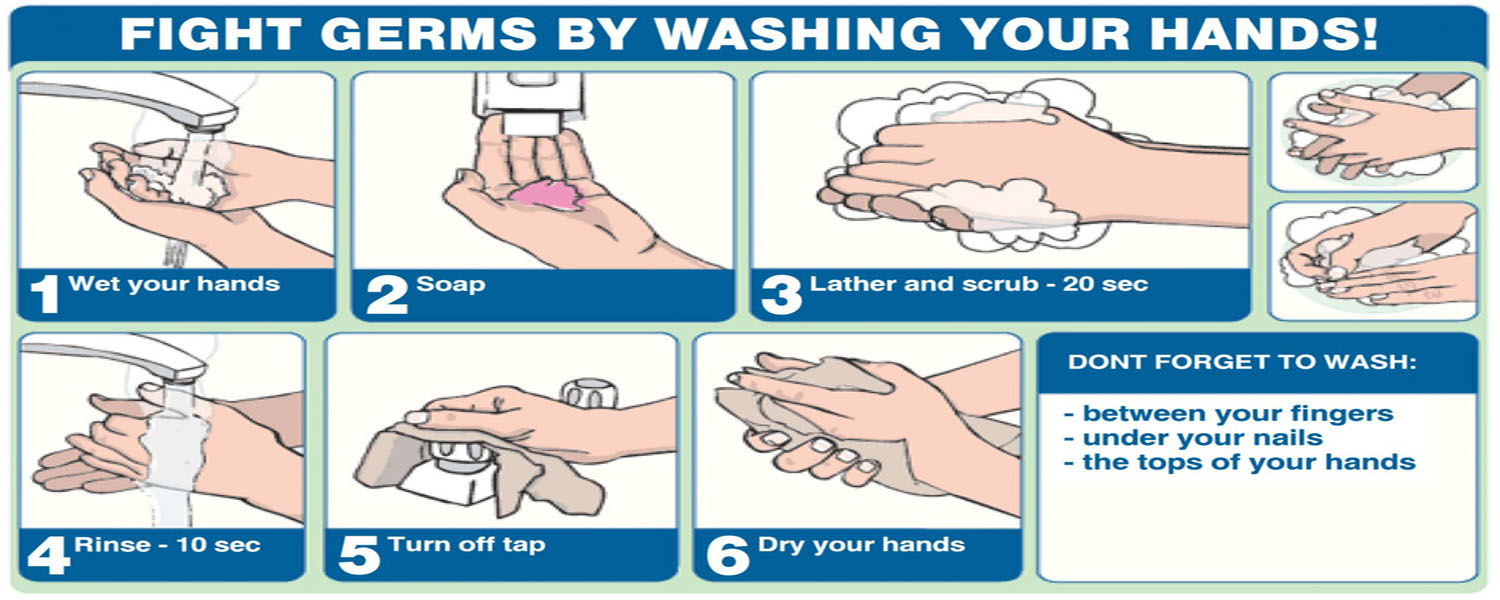 FIGHT GERMS BY WASHING YOUR HANDS!
1 Wet your hands
2 Soap
3 Lather and scrub - 20 sec
4 Rinse - 10 sec
5 Turn off tap
6 Dry your hands
DONT FORGET TO WASH:
- between your fingers
- under your nails
- the tops of your hands